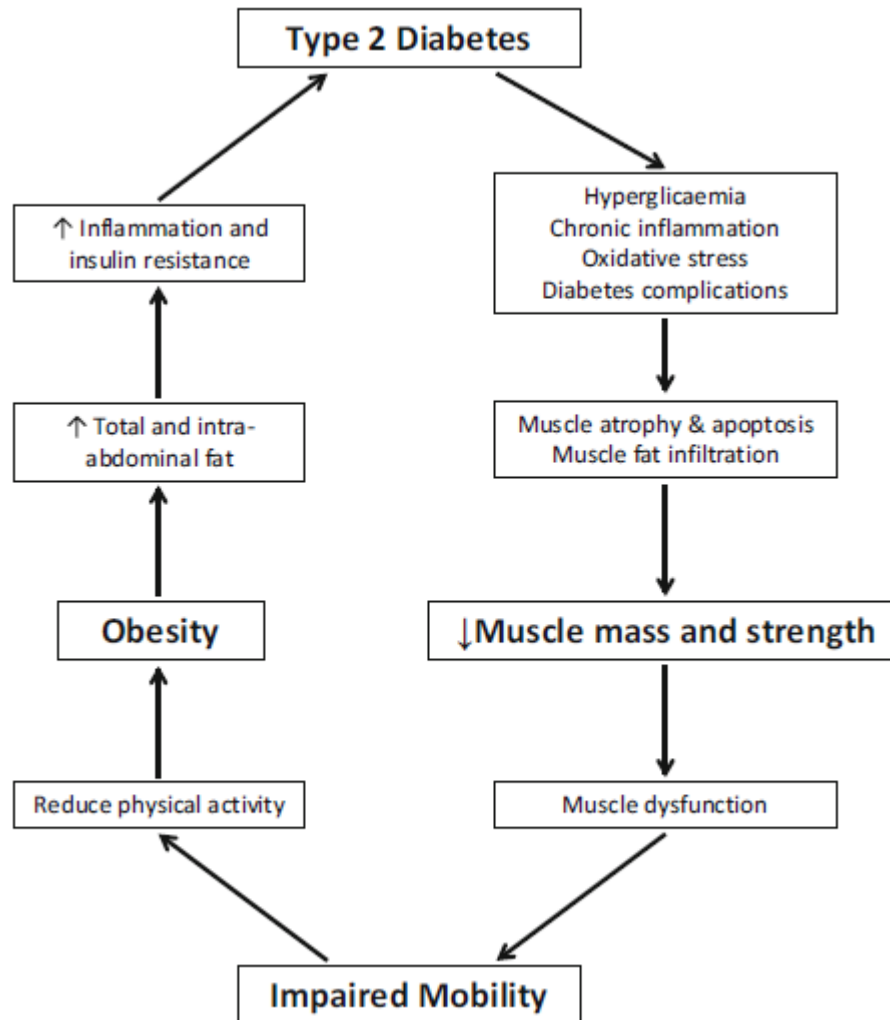 Type 2 Diabetes
↑ Inflammation and
insulin resistance
Hyperglicaemia
Chronic inflammation
Oxidative stress
Diabetes complications
↑ Total and intra-
abdominal fat
Muscle atrophy & apoptosis
Muscle fat infiltration
Obesity
↓Muscle mass and strength
Reduce physical activity
Muscle dysfunction
Impaired Mobility